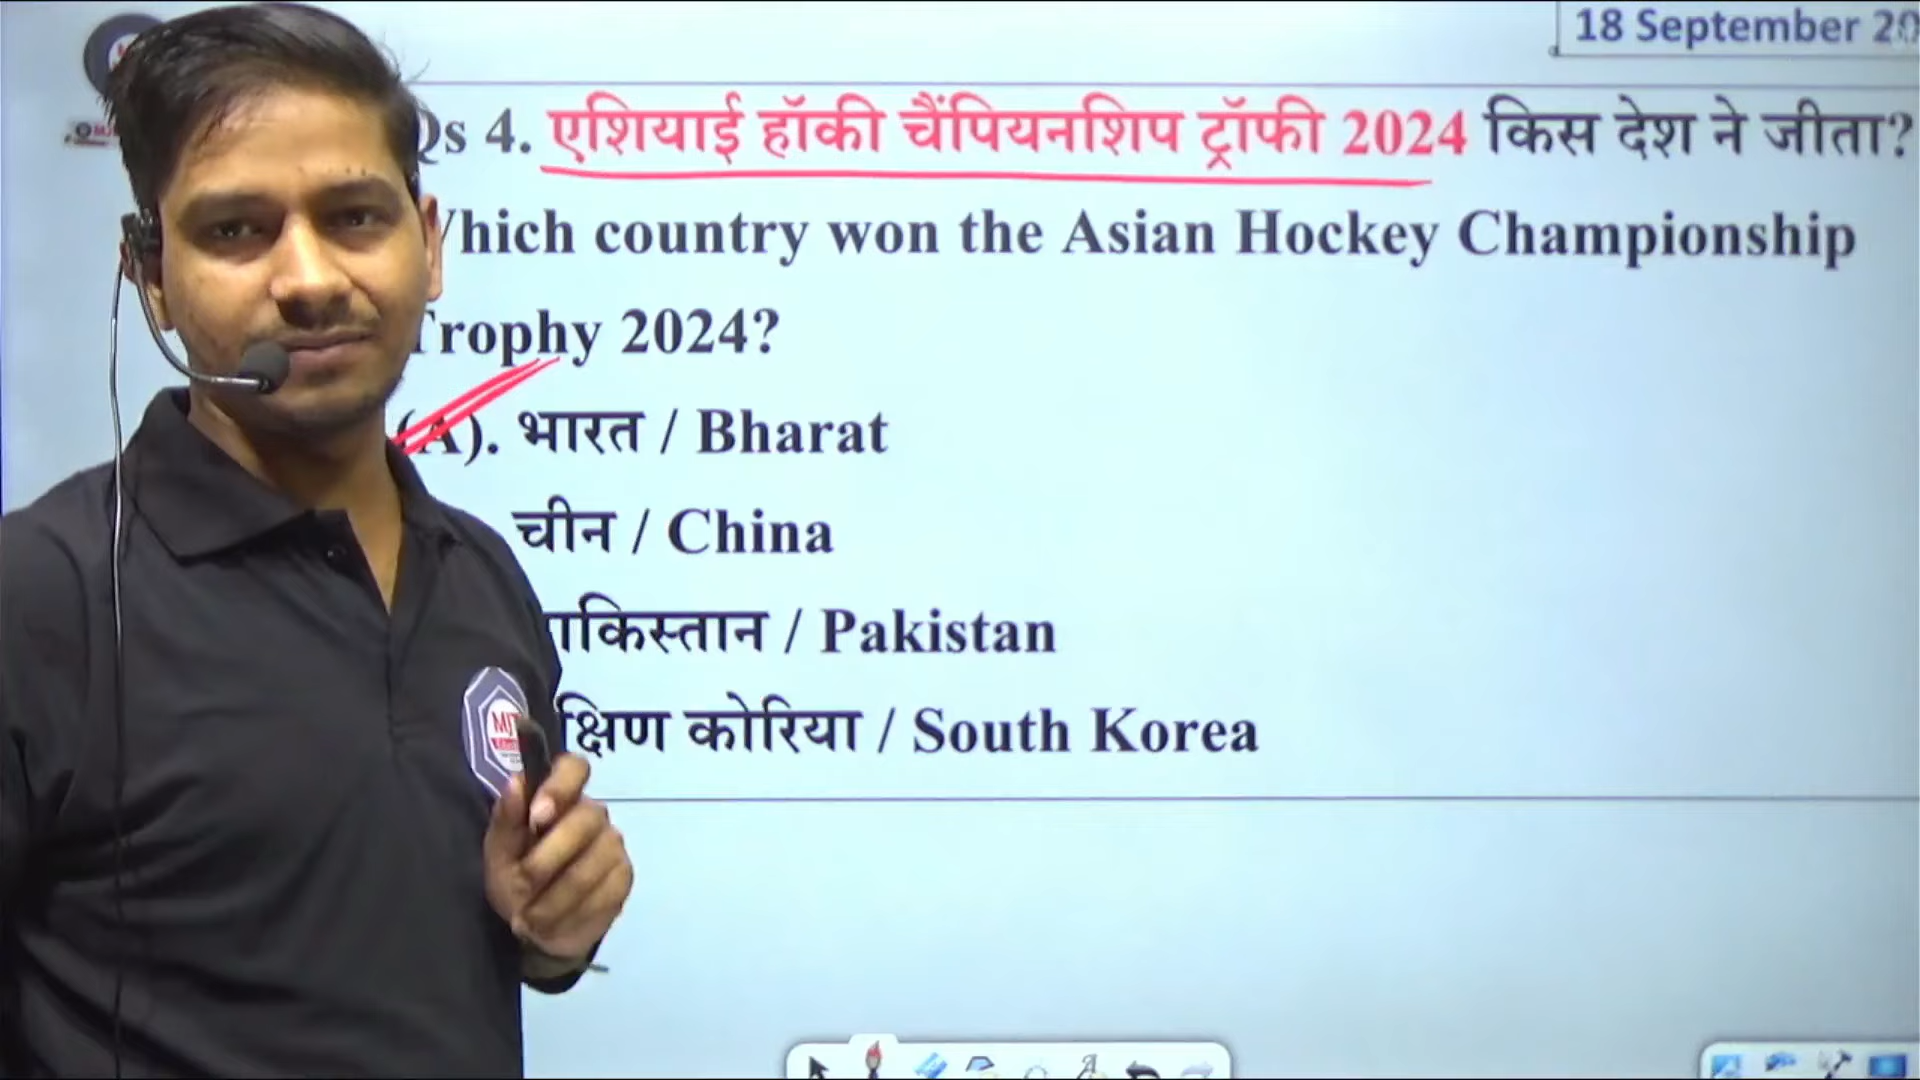 18 September 20
Qs 4. एशियाई हॉकी चैंपियनशिप ट्रॉफी 2024 किस देश ने जीता?
Which country won the Asian Hockey Championship
Trophy 2024?
(A). भारत / Bharat
चीन / China
पाकिस्तान / Pakistan
दक्षिण कोरिया / South Korea